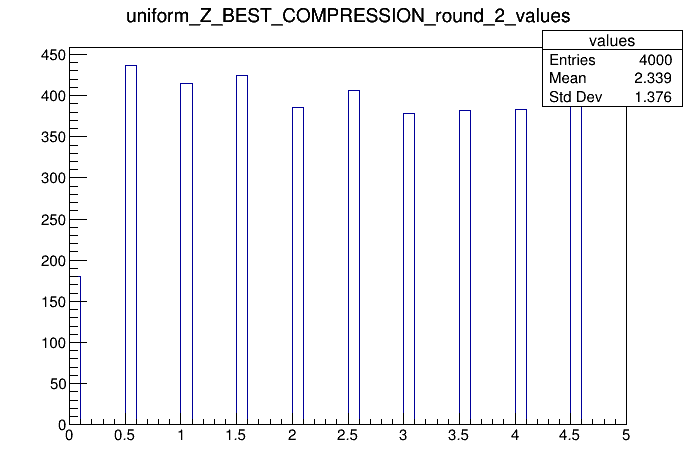 uniform_Z_BEST_COMPRESSION_round_2_values
values
Entries 4000
Mean 2.339
Std Dev 1.376
450
400
350
300
250
200
150
100
50
0
0 0.5 1 1.5 2 2.5 3 3.5 4 4.5 5